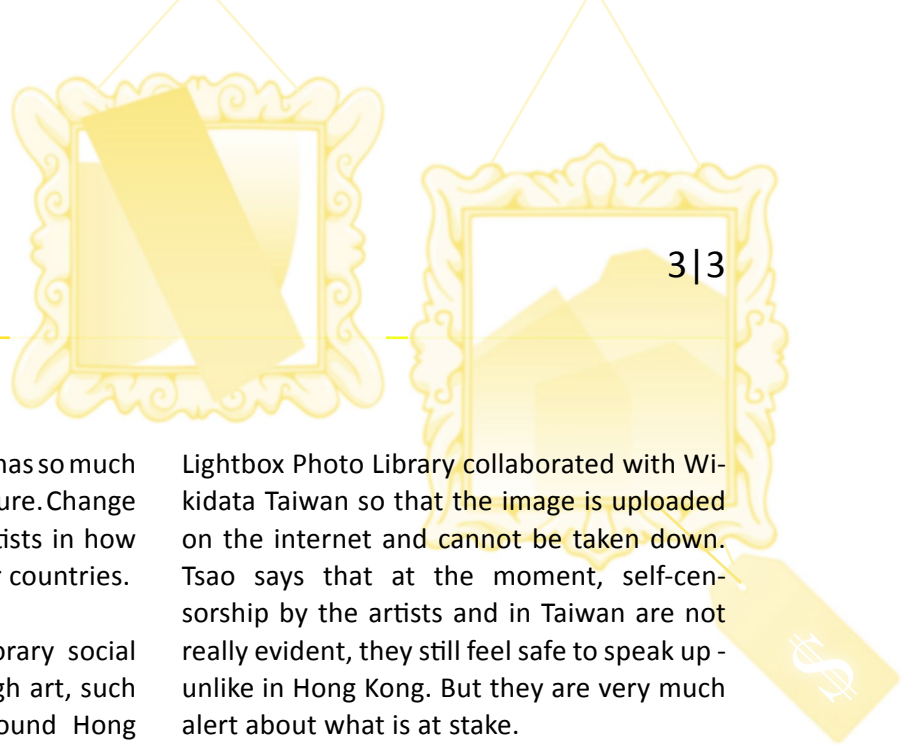 3|3
has so much
ure. Change
tists in how
r countries.
orary social
gh art, such
ound Hong
Lightbox Photo Library collaborated with Wi-
kidata Taiwan so that the image is uploaded
on the internet and cannot be taken down.
Tsao says that at the moment, self-cen-
sorship by the artists and in Taiwan are not
really evident, they still feel safe to speak up -
unlike in Hong Kong. But they are very much
alert about what is at stake.
$